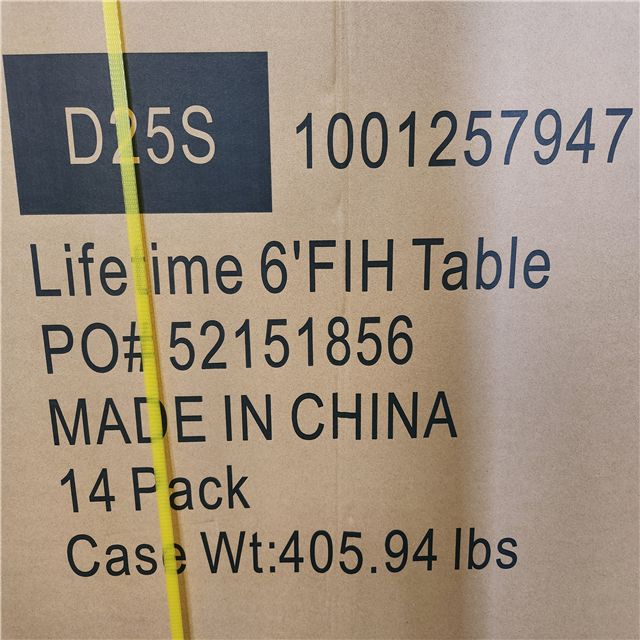 D25S 1001257947
Lifetime 6'FIH Table
PO# 52151856
MADE IN CHINA
14 Pack
Case Wt:405.94 lbs